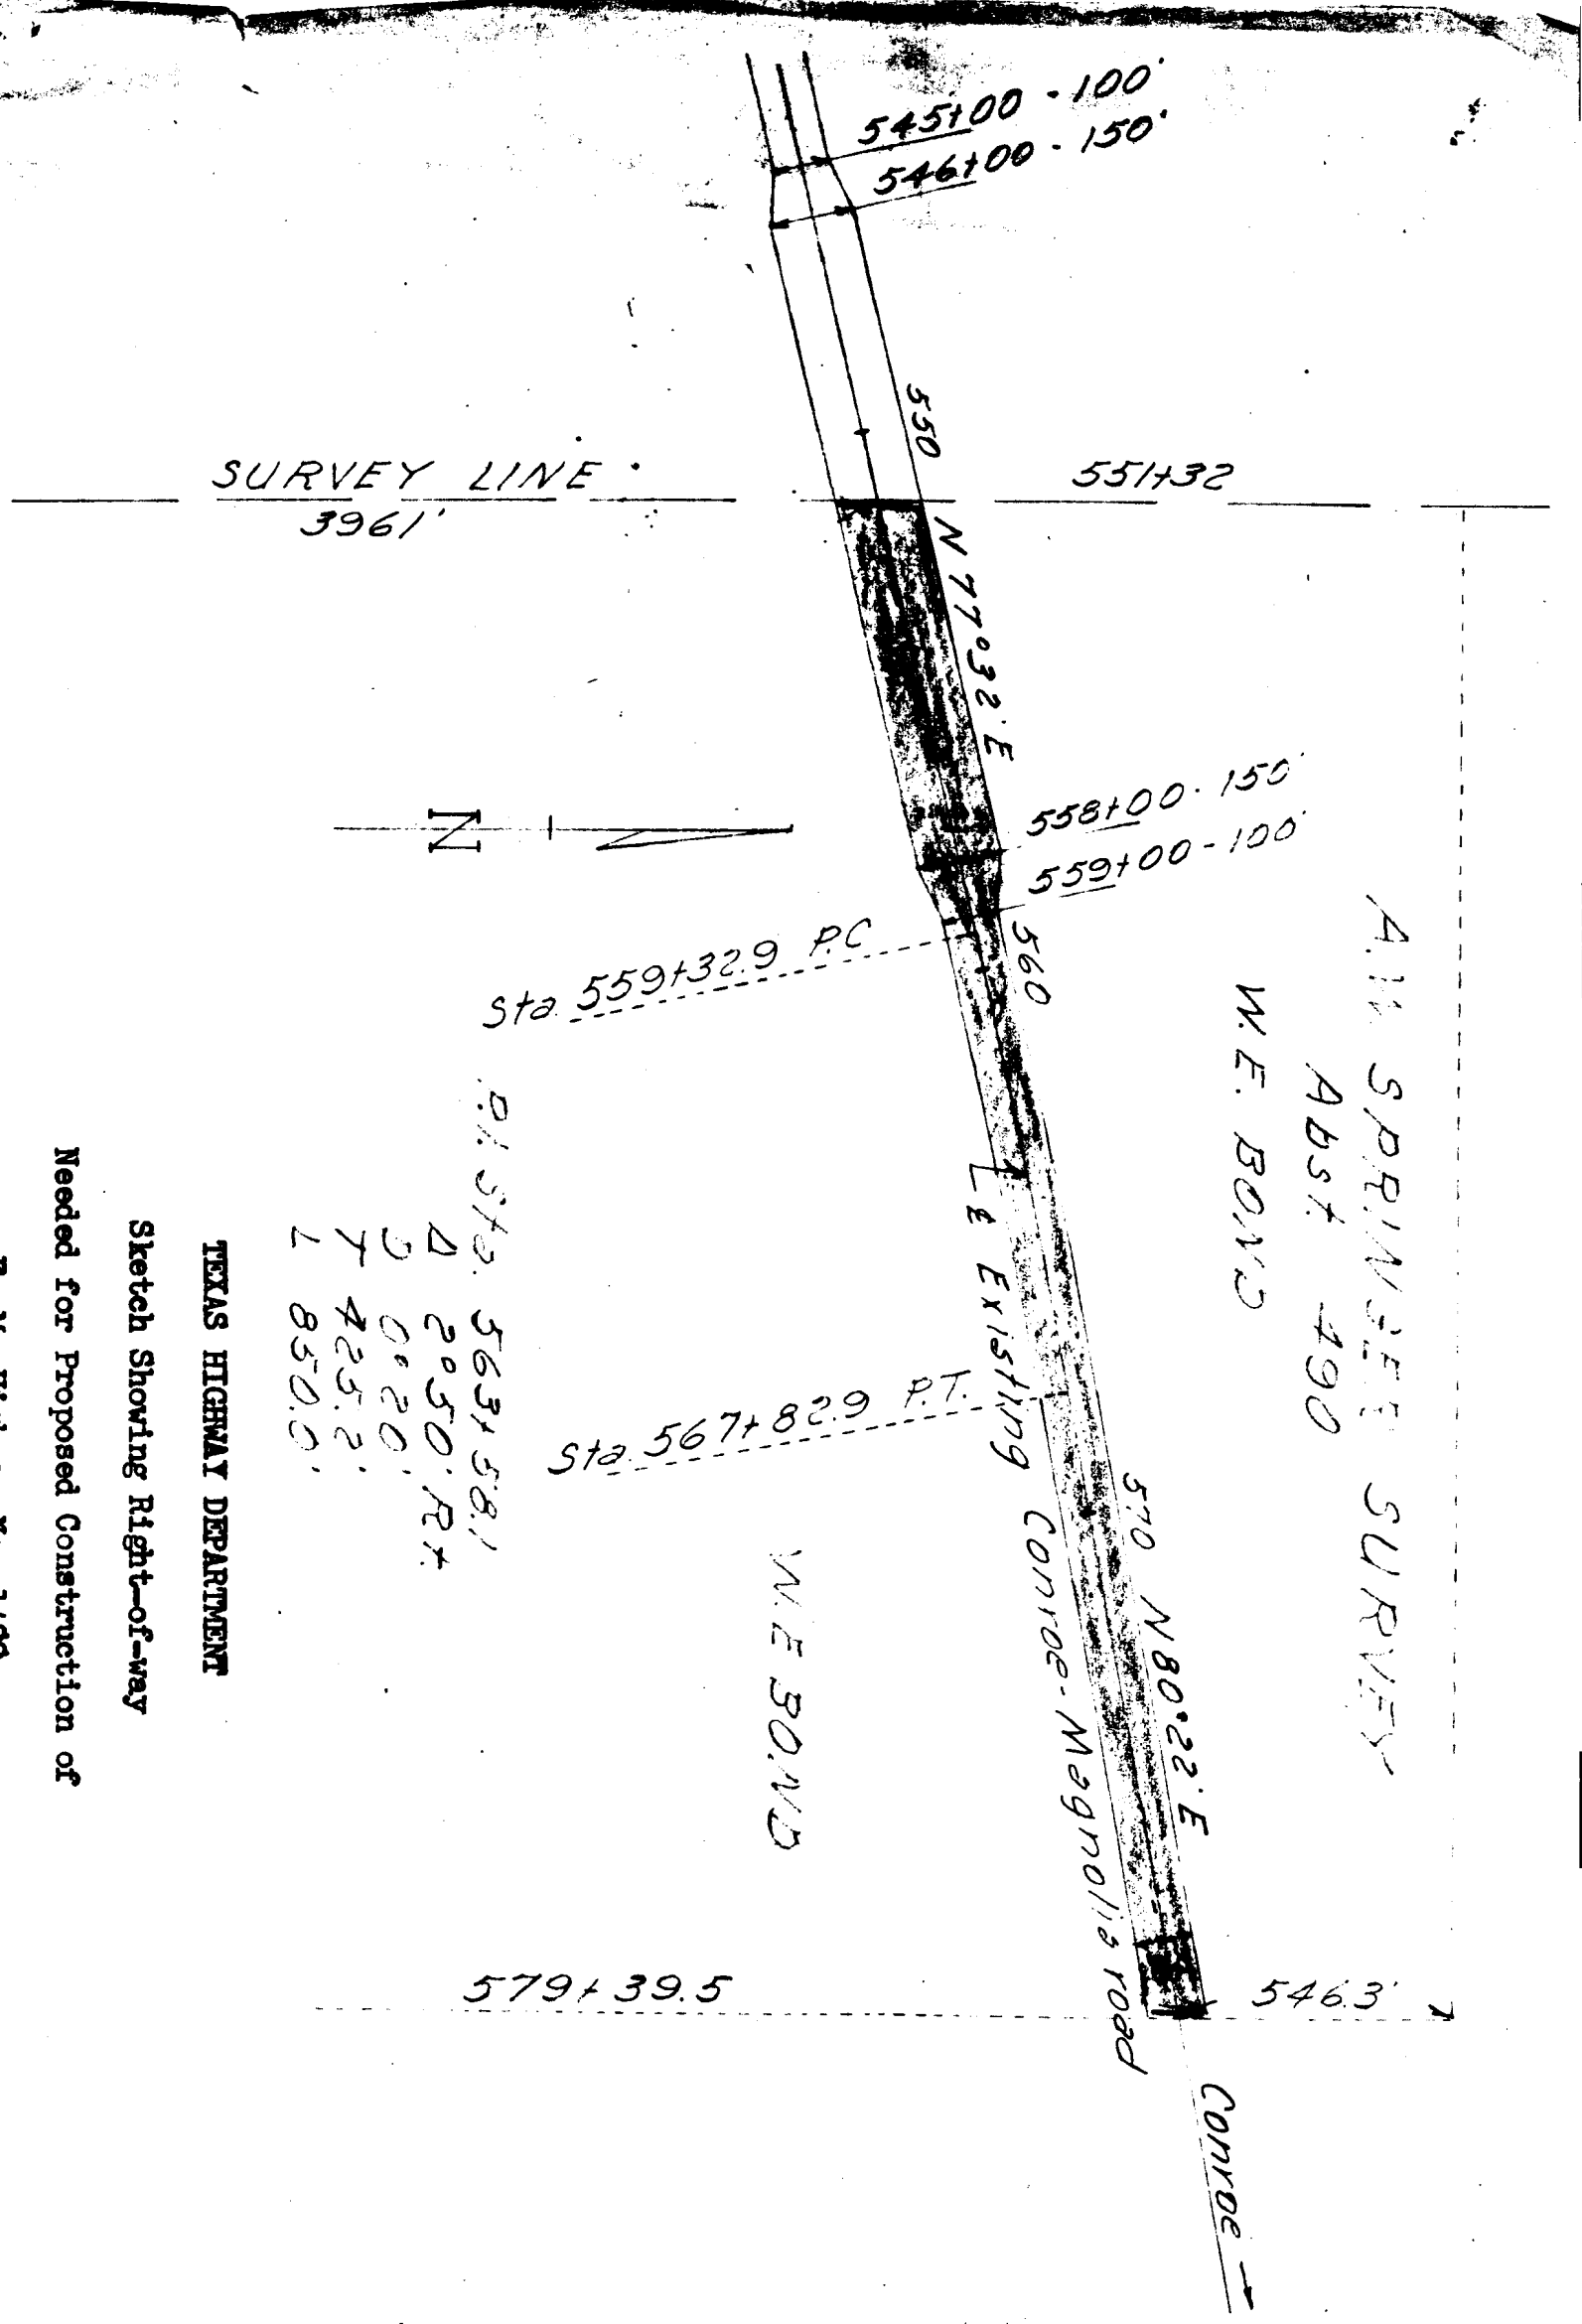 545+00 - 100'
546+00 - 150'
550
SURVEY LINE
3961'
551+32
N 77°32' E
558+00 - 150'
559+00 - 100'
N
Sta. 559+32.9 P.C
560
A.W. SPRINGER SURVEY
Abst 490
W.E. BOND
P.I. Sta. 563+58.1
Δ 2°50' Rt.
D 0°20'
T 425.2'
L 850.0'
Sta. 567+82.9 P.T.
℄ Existing Conroe-Magnolia road
570
N 80°22' E
W.E BOND
579+39.5
546.3'
Conroe →
TEXAS HIGHWAY DEPARTMENT
Sketch Showing Right-of-way
Needed for Proposed Construction of